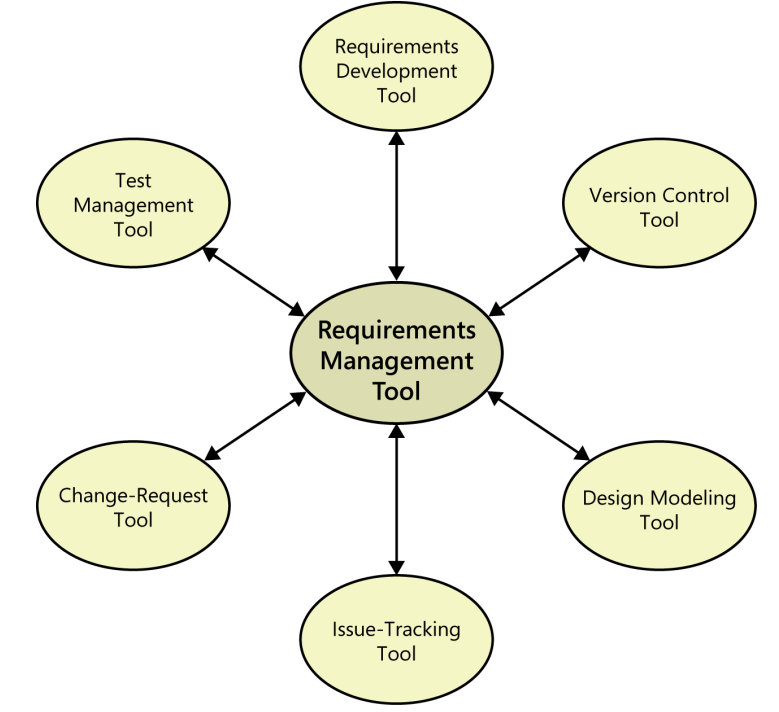 Requirements
Development
Tool
Test
Management
Tool
Version Control
Tool
Requirements
Management
Tool
Change-Request
Tool
Design Modeling
Tool
Issue-Tracking
Tool